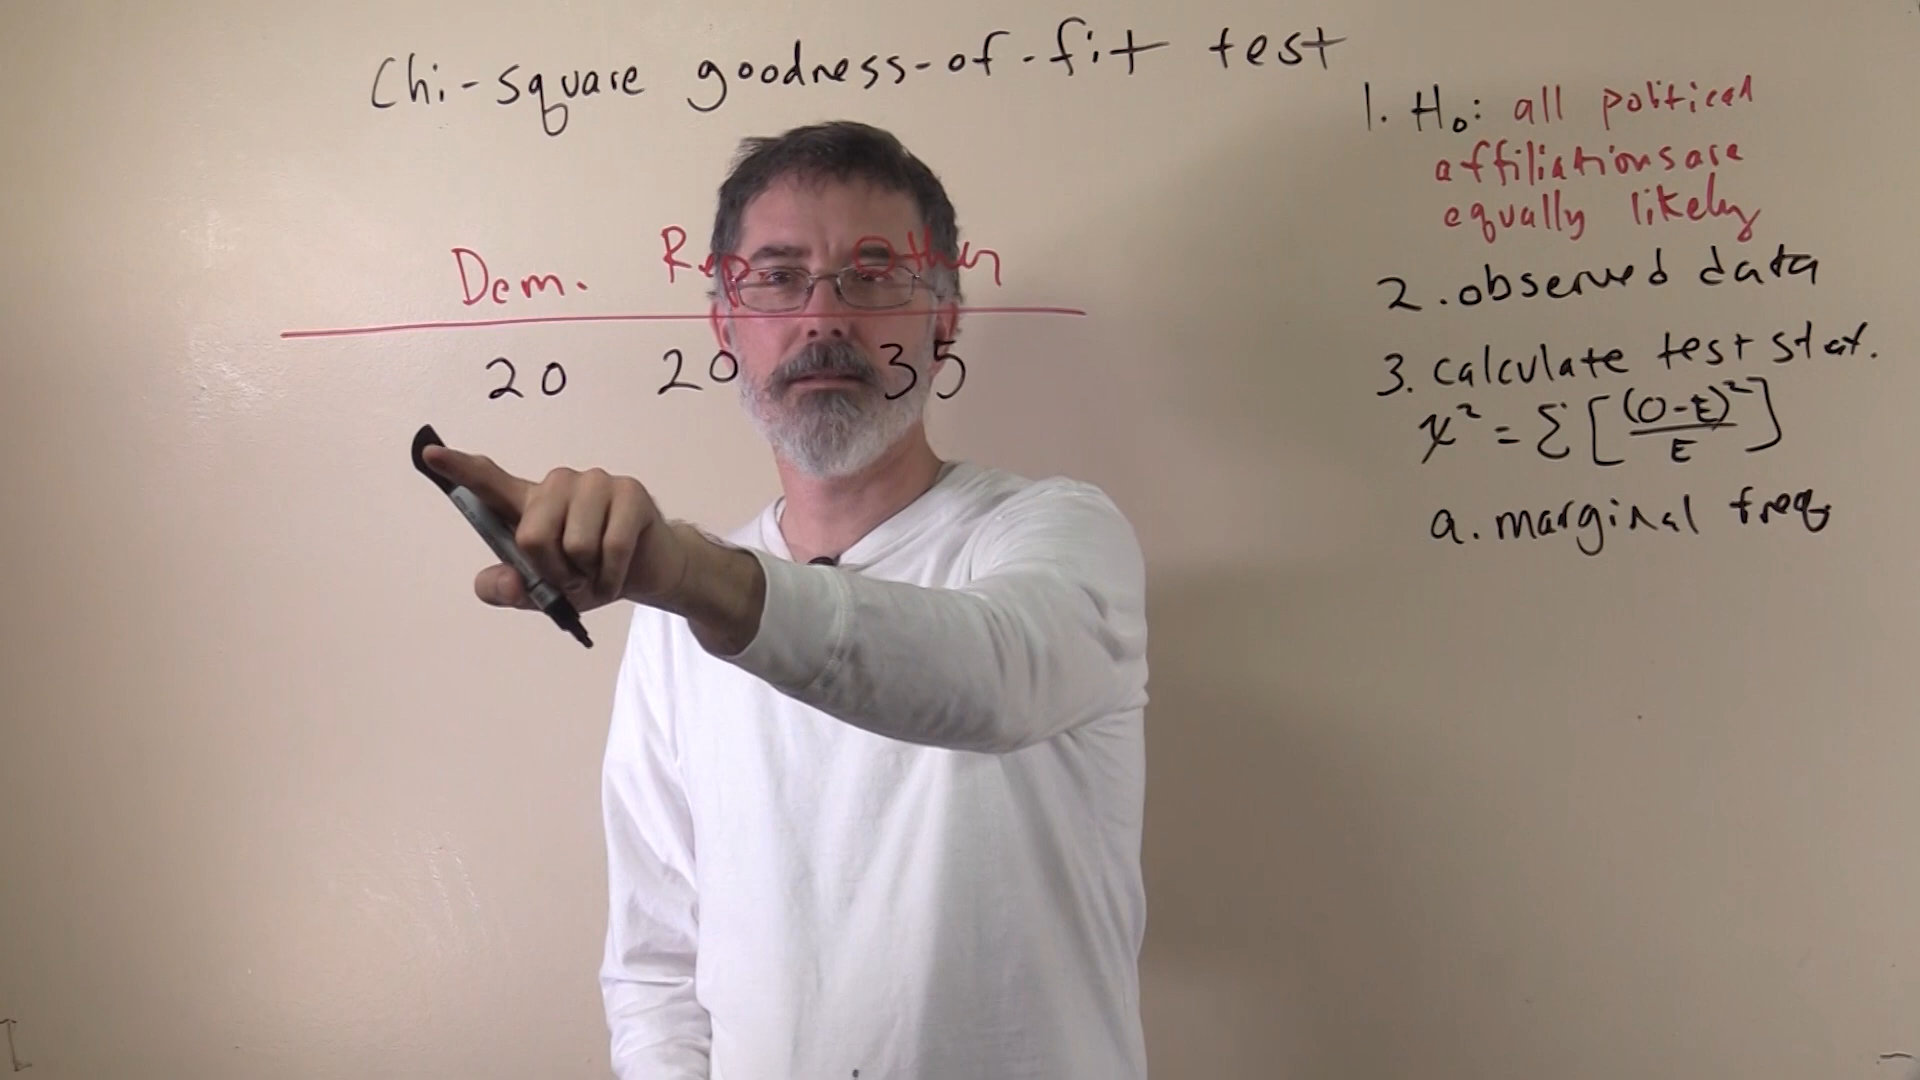 Chi-square goodness-of-fit test
Dem. Rep. Other
20 20 35
1. H₀: all political
affiliations are
equally likely
2. observed data
3. calculate test stat.
χ² = Σ [(O-E)²/E]
a. marginal freq